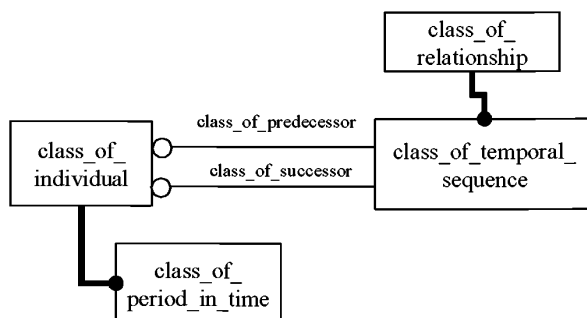 class_of_
relationship
class_of_predecessor
class_of_
individual
class_of_temporal_
sequence
class_of_successor
class_of_
period_in_time